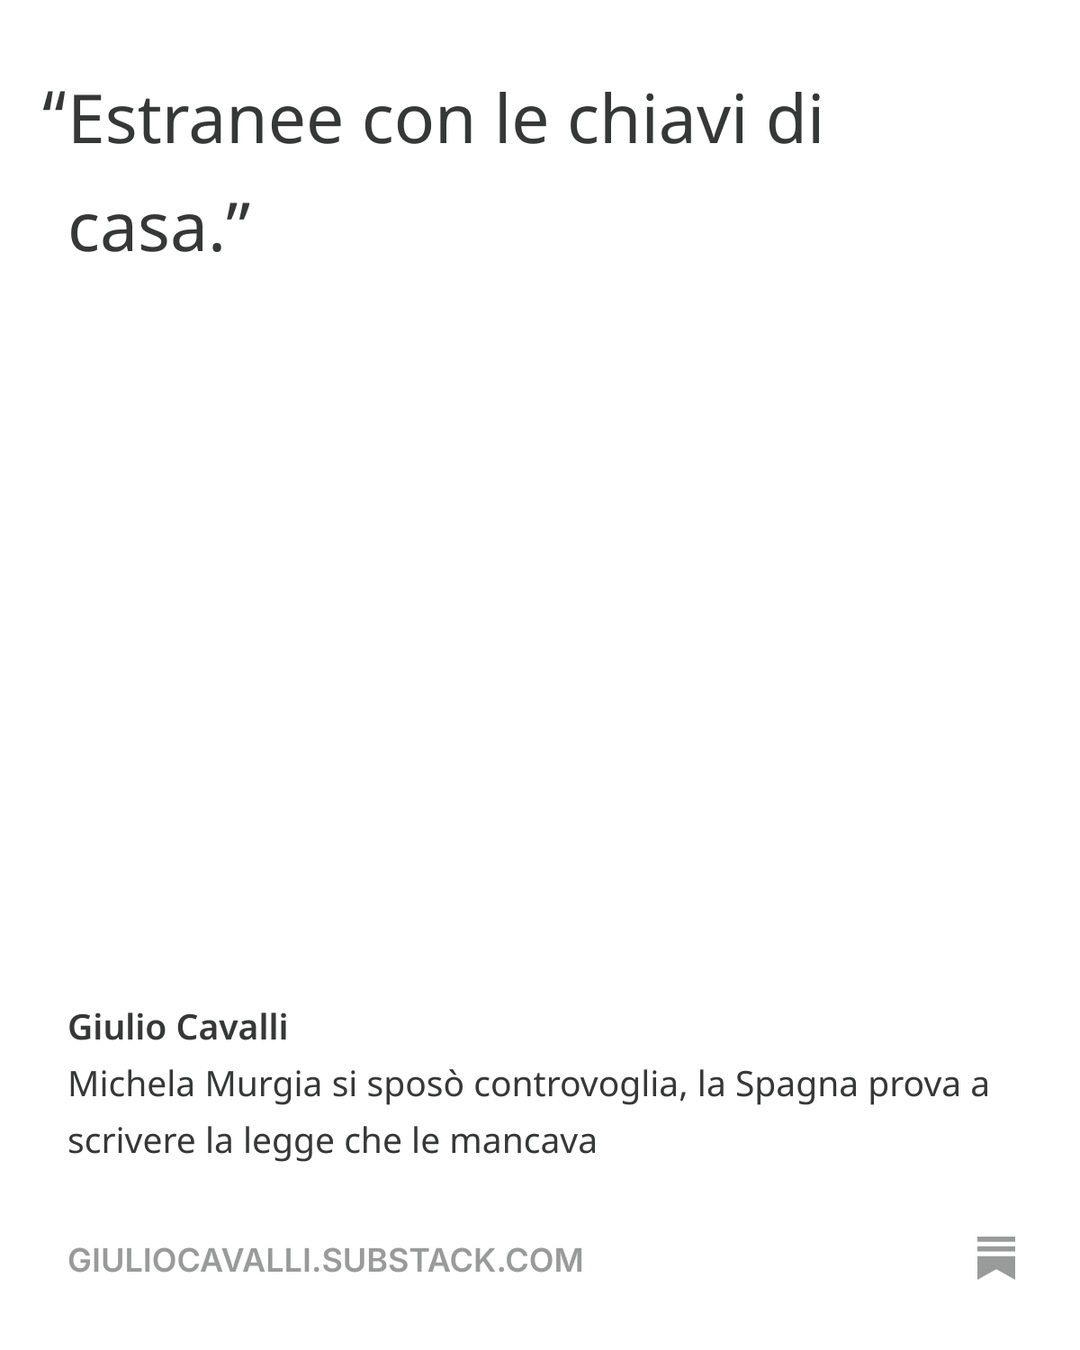 “Estranee con le chiavi di
casa.”
Giulio Cavalli
Michela Murgia si sposò controvoglia, la Spagna prova a
scrivere la legge che le mancava
GIULIOCAVALLI.SUBSTACK.COM